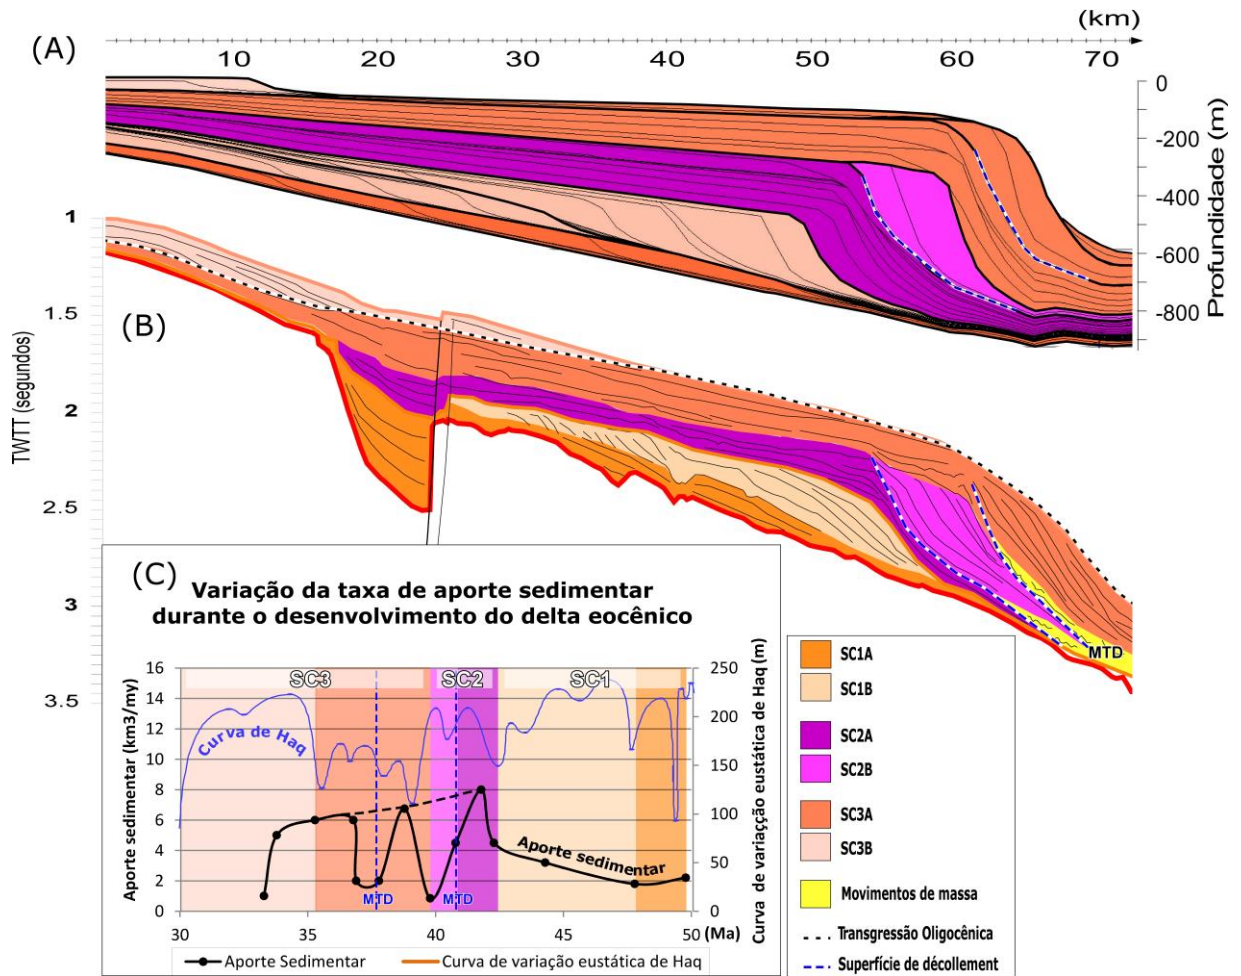 (km)
(A)
10 20 30 40 50 60 70
0
-200
-400
-600
-800
Profundidade (m)
1
1.5
2
2.5
3
3.5
TWTT (segundos)
(B)
MTD
(C)
Variação da taxa de aporte sedimentar
durante o desenvolvimento do delta eocênico
16
14
12
10
8
6
4
2
0
Aporte sedimentar (km3/my)
SC3 SC2 SC1
Curva de Haq
Aporte sedimentar
MTD MTD
250
200
150
100
50
0
Curva de variaçção eustática de Haq (m)
30 35 40 45 50
(Ma)
Aporte Sedimentar
Curva de variação eustática de Haq
SC1A
SC1B
SC2A
SC2B
SC3A
SC3B
Movimentos de massa
Transgressão Oligocênica
Superfície de décollement